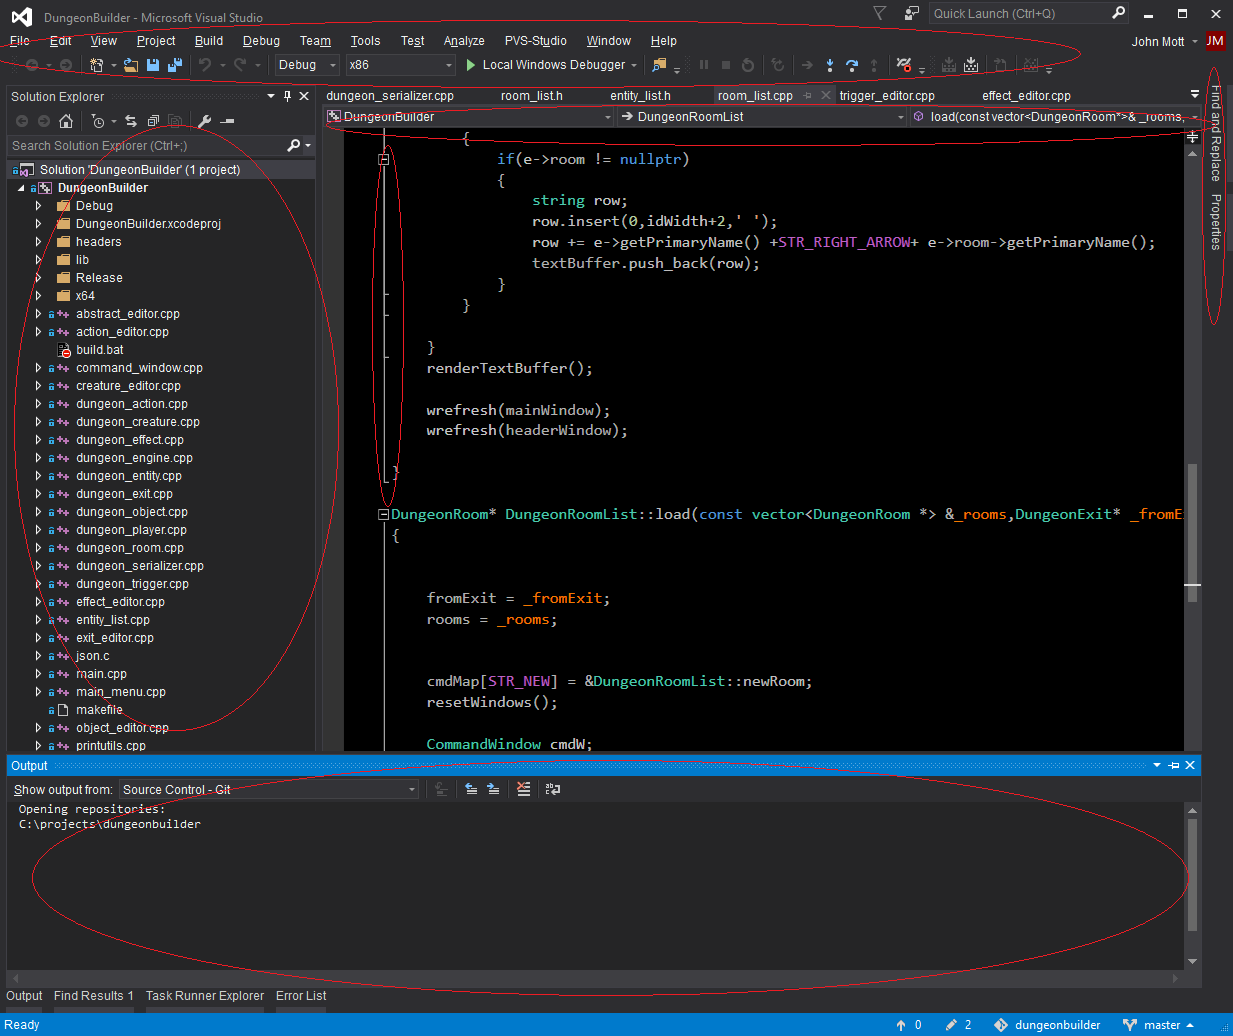 DungeonBuilder - Microsoft Visual Studio
Quick Launch (Ctrl+Q)
File Edit View Project Build Debug Team Tools Test Analyze PVS-Studio Window Help
John Mott JM
Debug x86 Local Windows Debugger
Solution Explorer
Search Solution Explorer (Ctrl+;)
Solution 'DungeonBuilder' (1 project)
DungeonBuilder
Debug
DungeonBuilder.xcodeproj
headers
lib
Release
x64
abstract_editor.cpp
action_editor.cpp
build.bat
command_window.cpp
creature_editor.cpp
dungeon_action.cpp
dungeon_creature.cpp
dungeon_effect.cpp
dungeon_engine.cpp
dungeon_entity.cpp
dungeon_exit.cpp
dungeon_object.cpp
dungeon_player.cpp
dungeon_room.cpp
dungeon_serializer.cpp
dungeon_trigger.cpp
effect_editor.cpp
entity_list.cpp
exit_editor.cpp
json.c
main.cpp
main_menu.cpp
makefile
object_editor.cpp
printutils.cpp
dungeon_serializer.cpp room_list.h entity_list.h room_list.cpp trigger_editor.cpp effect_editor.cpp
DungeonBuilder DungeonRoomList load(const vector<DungeonRoom*>& _rooms,
{
if(e->room != nullptr)
{
string row;
row.insert(0,idWidth+2,' ');
row += e->getPrimaryName() +STR_RIGHT_ARROW+ e->room->getPrimaryName();
textBuffer.push_back(row);
}
}
}
renderTextBuffer();
wrefresh(mainWindow);
wrefresh(headerWindow);
}
DungeonRoom* DungeonRoomList::load(const vector<DungeonRoom *> &_rooms,DungeonExit* _fromE
{
fromExit = _fromExit;
rooms = _rooms;
cmdMap[STR_NEW] = &DungeonRoomList::newRoom;
resetWindows();
CommandWindow cmdW;
Find and Replace
Properties
Output
Show output from: Source Control - Git
Opening repositories:
C:\projects\dungeonbuilder
Output Find Results 1 Task Runner Explorer Error List
Ready 0 2 dungeonbuilder master